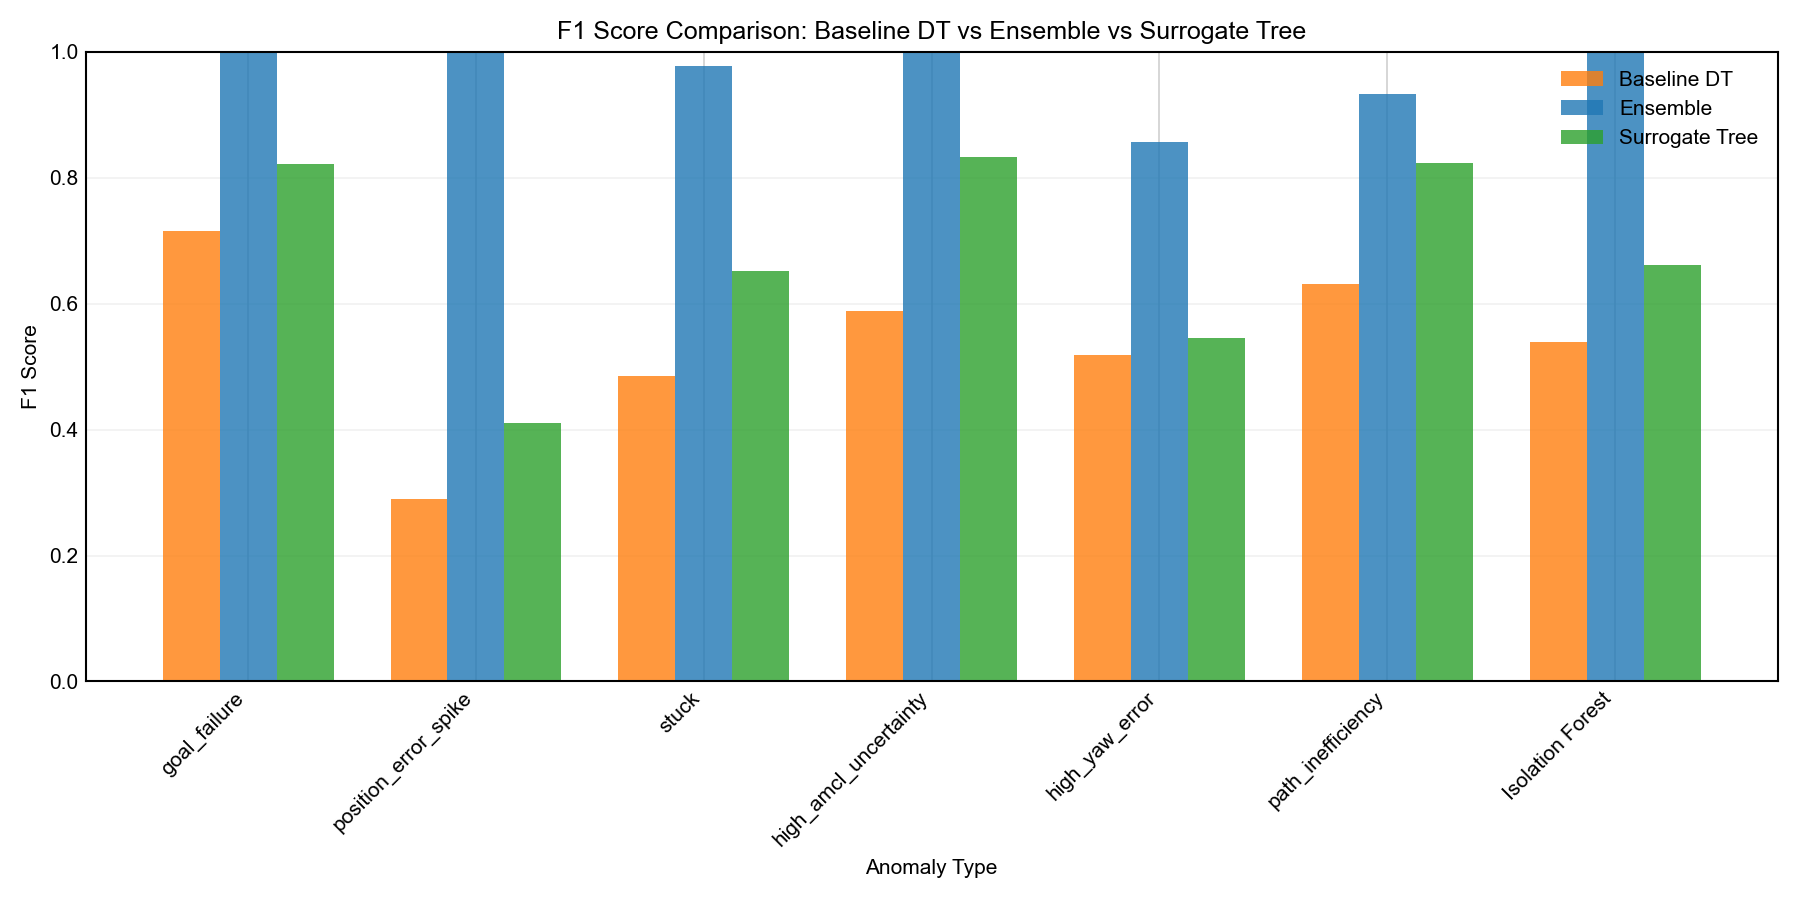 F1 Score Comparison: Baseline DT vs Ensemble vs Surrogate Tree
Baseline DT
Ensemble
Surrogate Tree
F1 Score
1.0
0.8
0.6
0.4
0.2
0.0
goal_failure
position_error_spike
stuck
high_amcl_uncertainty
high_yaw_error
path_inefficiency
Isolation Forest
Anomaly Type